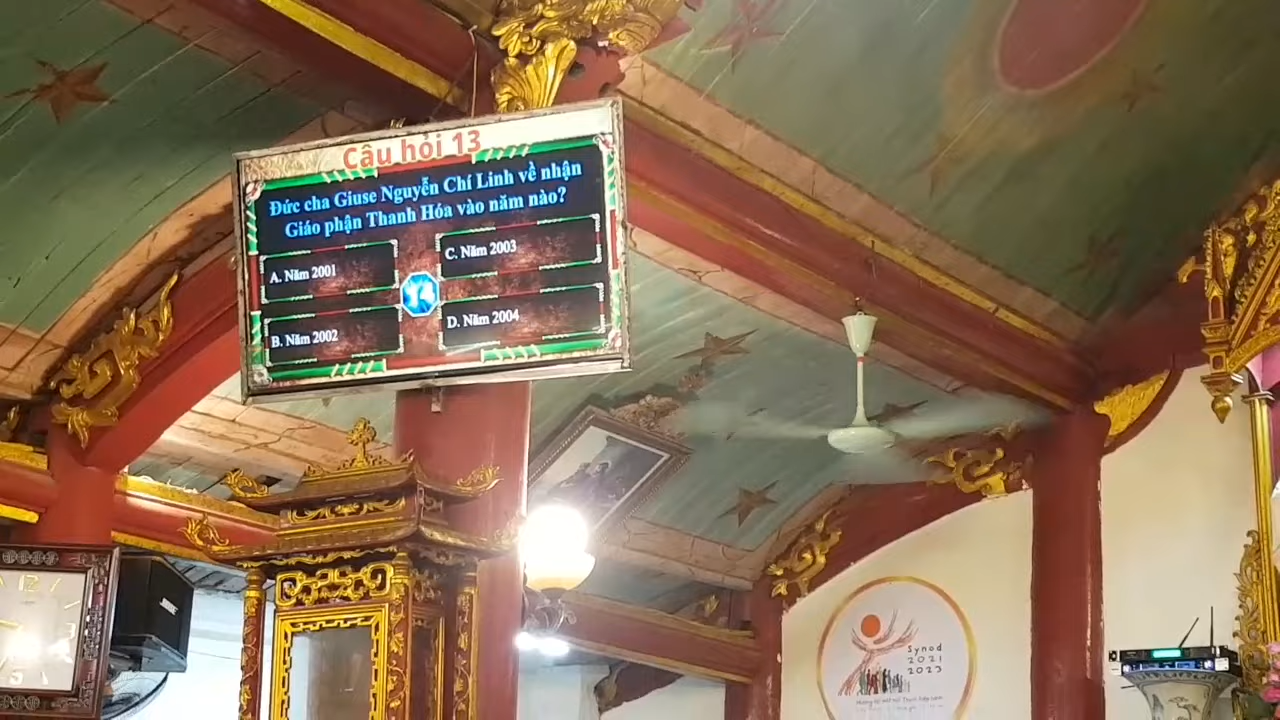 Câu hỏi 13
Đức cha Giuse Nguyễn Chí Linh về nhận
Giáo phận Thanh Hóa vào năm nào?
A. Năm 2001
C. Năm 2003
B. Năm 2002
D. Năm 2004
Synod
2021
2023